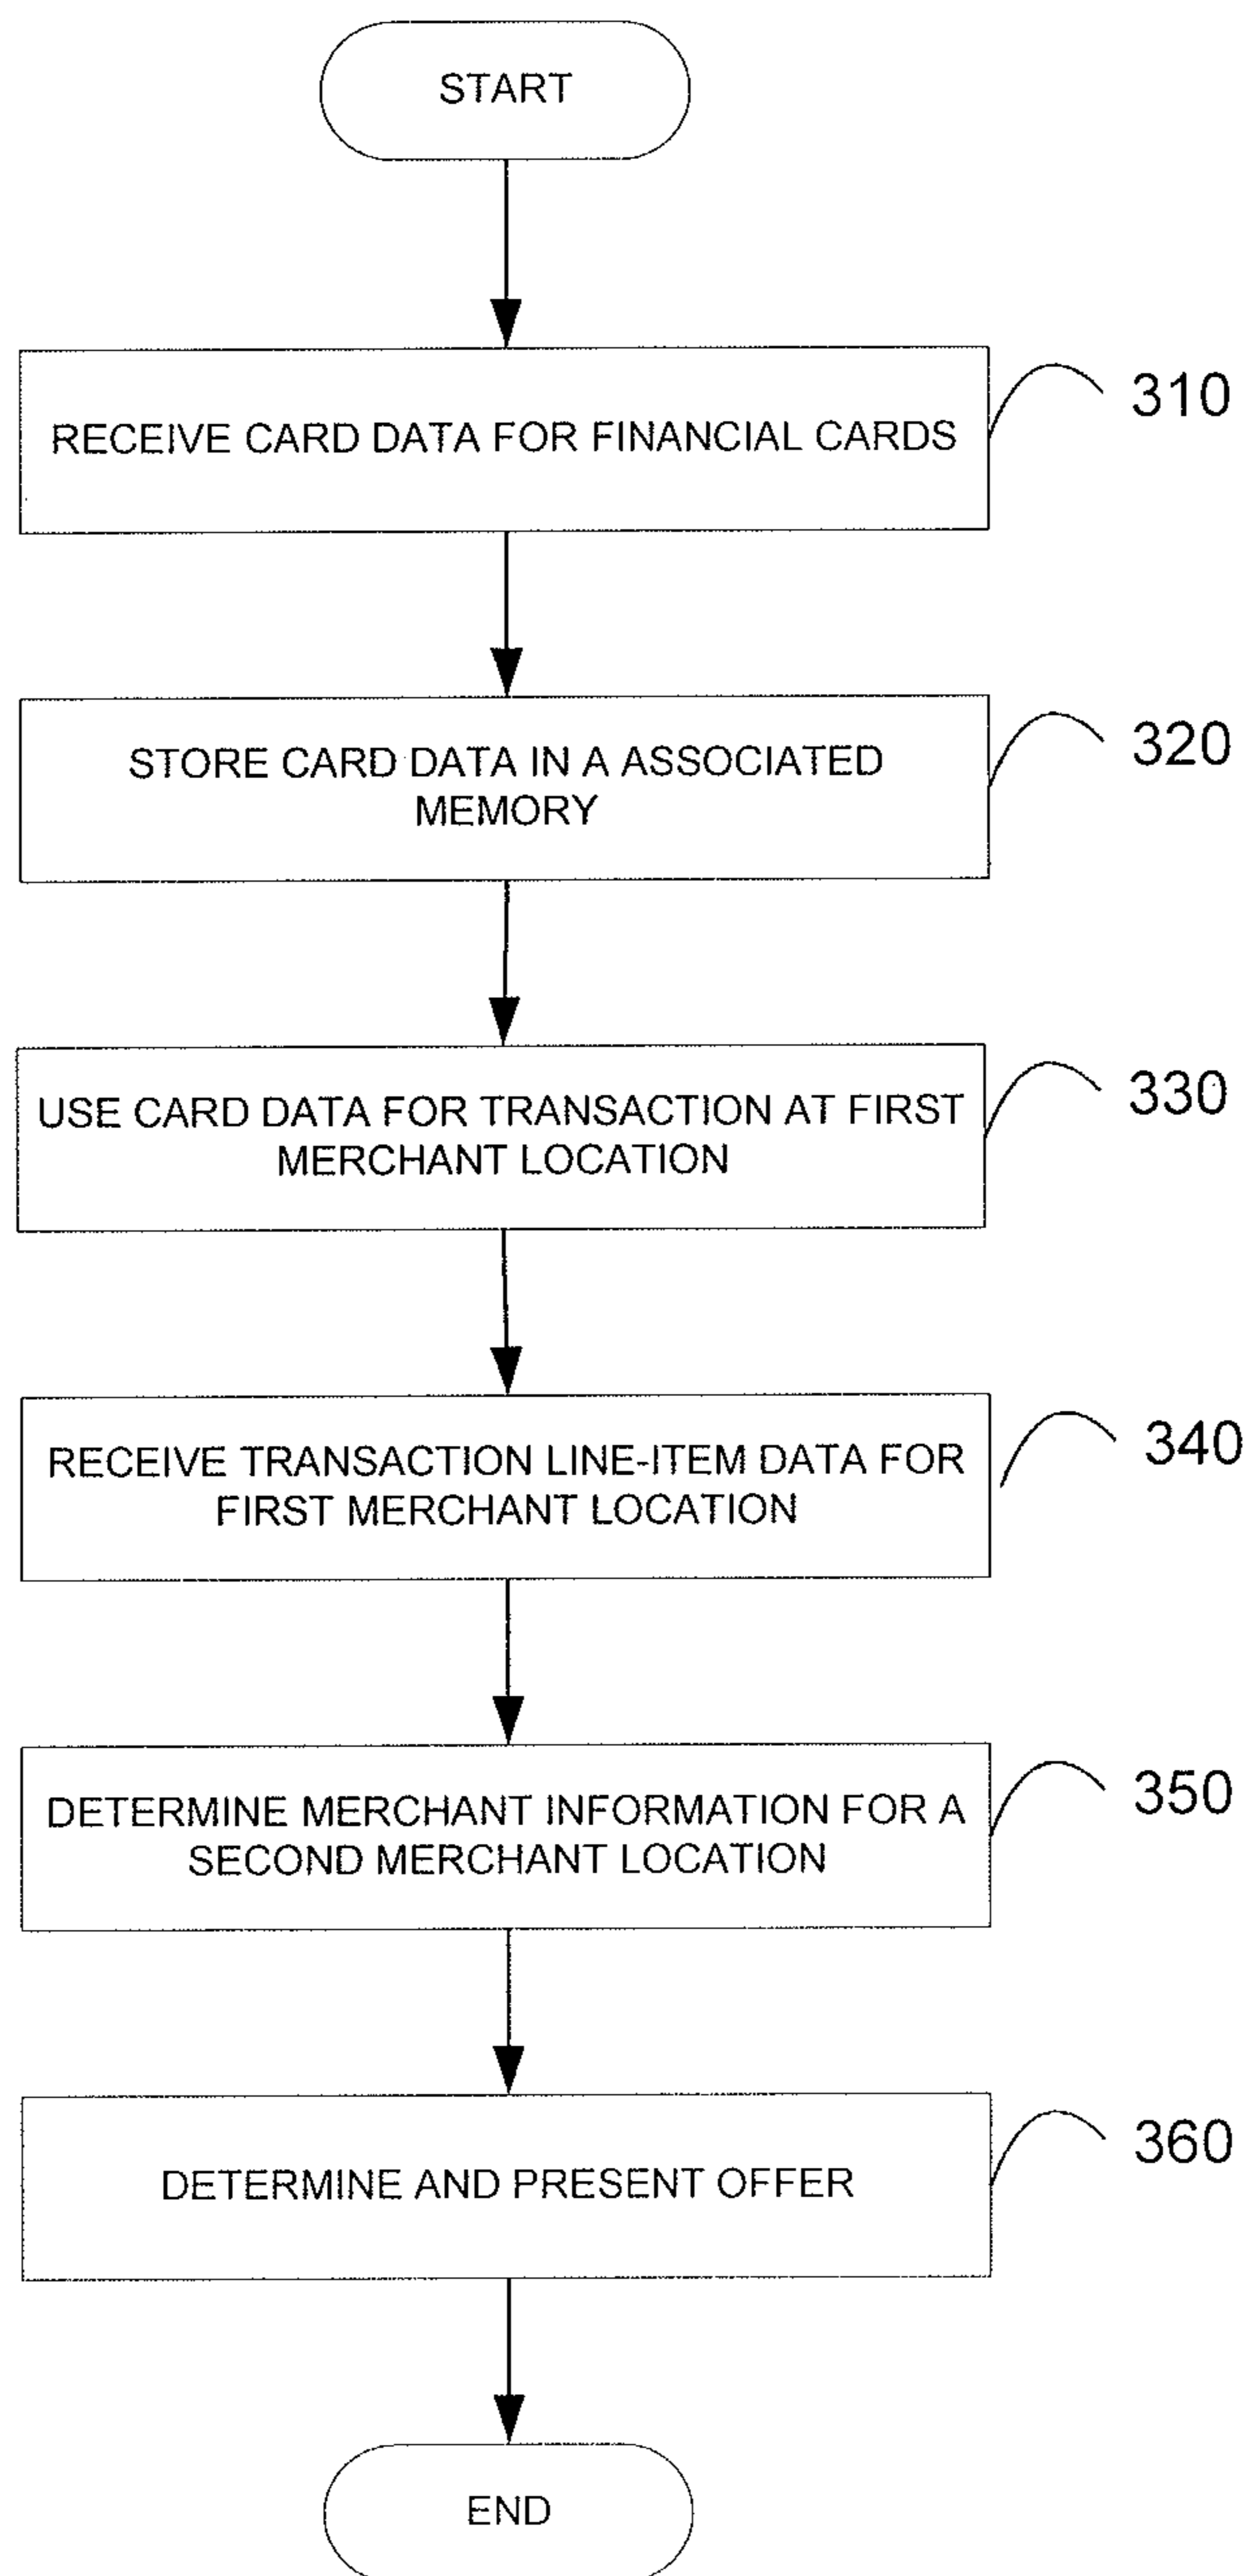 START
RECEIVE CARD DATA FOR FINANCIAL CARDS
310
STORE CARD DATA IN A ASSOCIATED
MEMORY
320
USE CARD DATA FOR TRANSACTION AT FIRST
MERCHANT LOCATION
330
RECEIVE TRANSACTION LINE-ITEM DATA FOR
FIRST MERCHANT LOCATION
340
DETERMINE MERCHANT INFORMATION FOR A
SECOND MERCHANT LOCATION
350
DETERMINE AND PRESENT OFFER
360
END